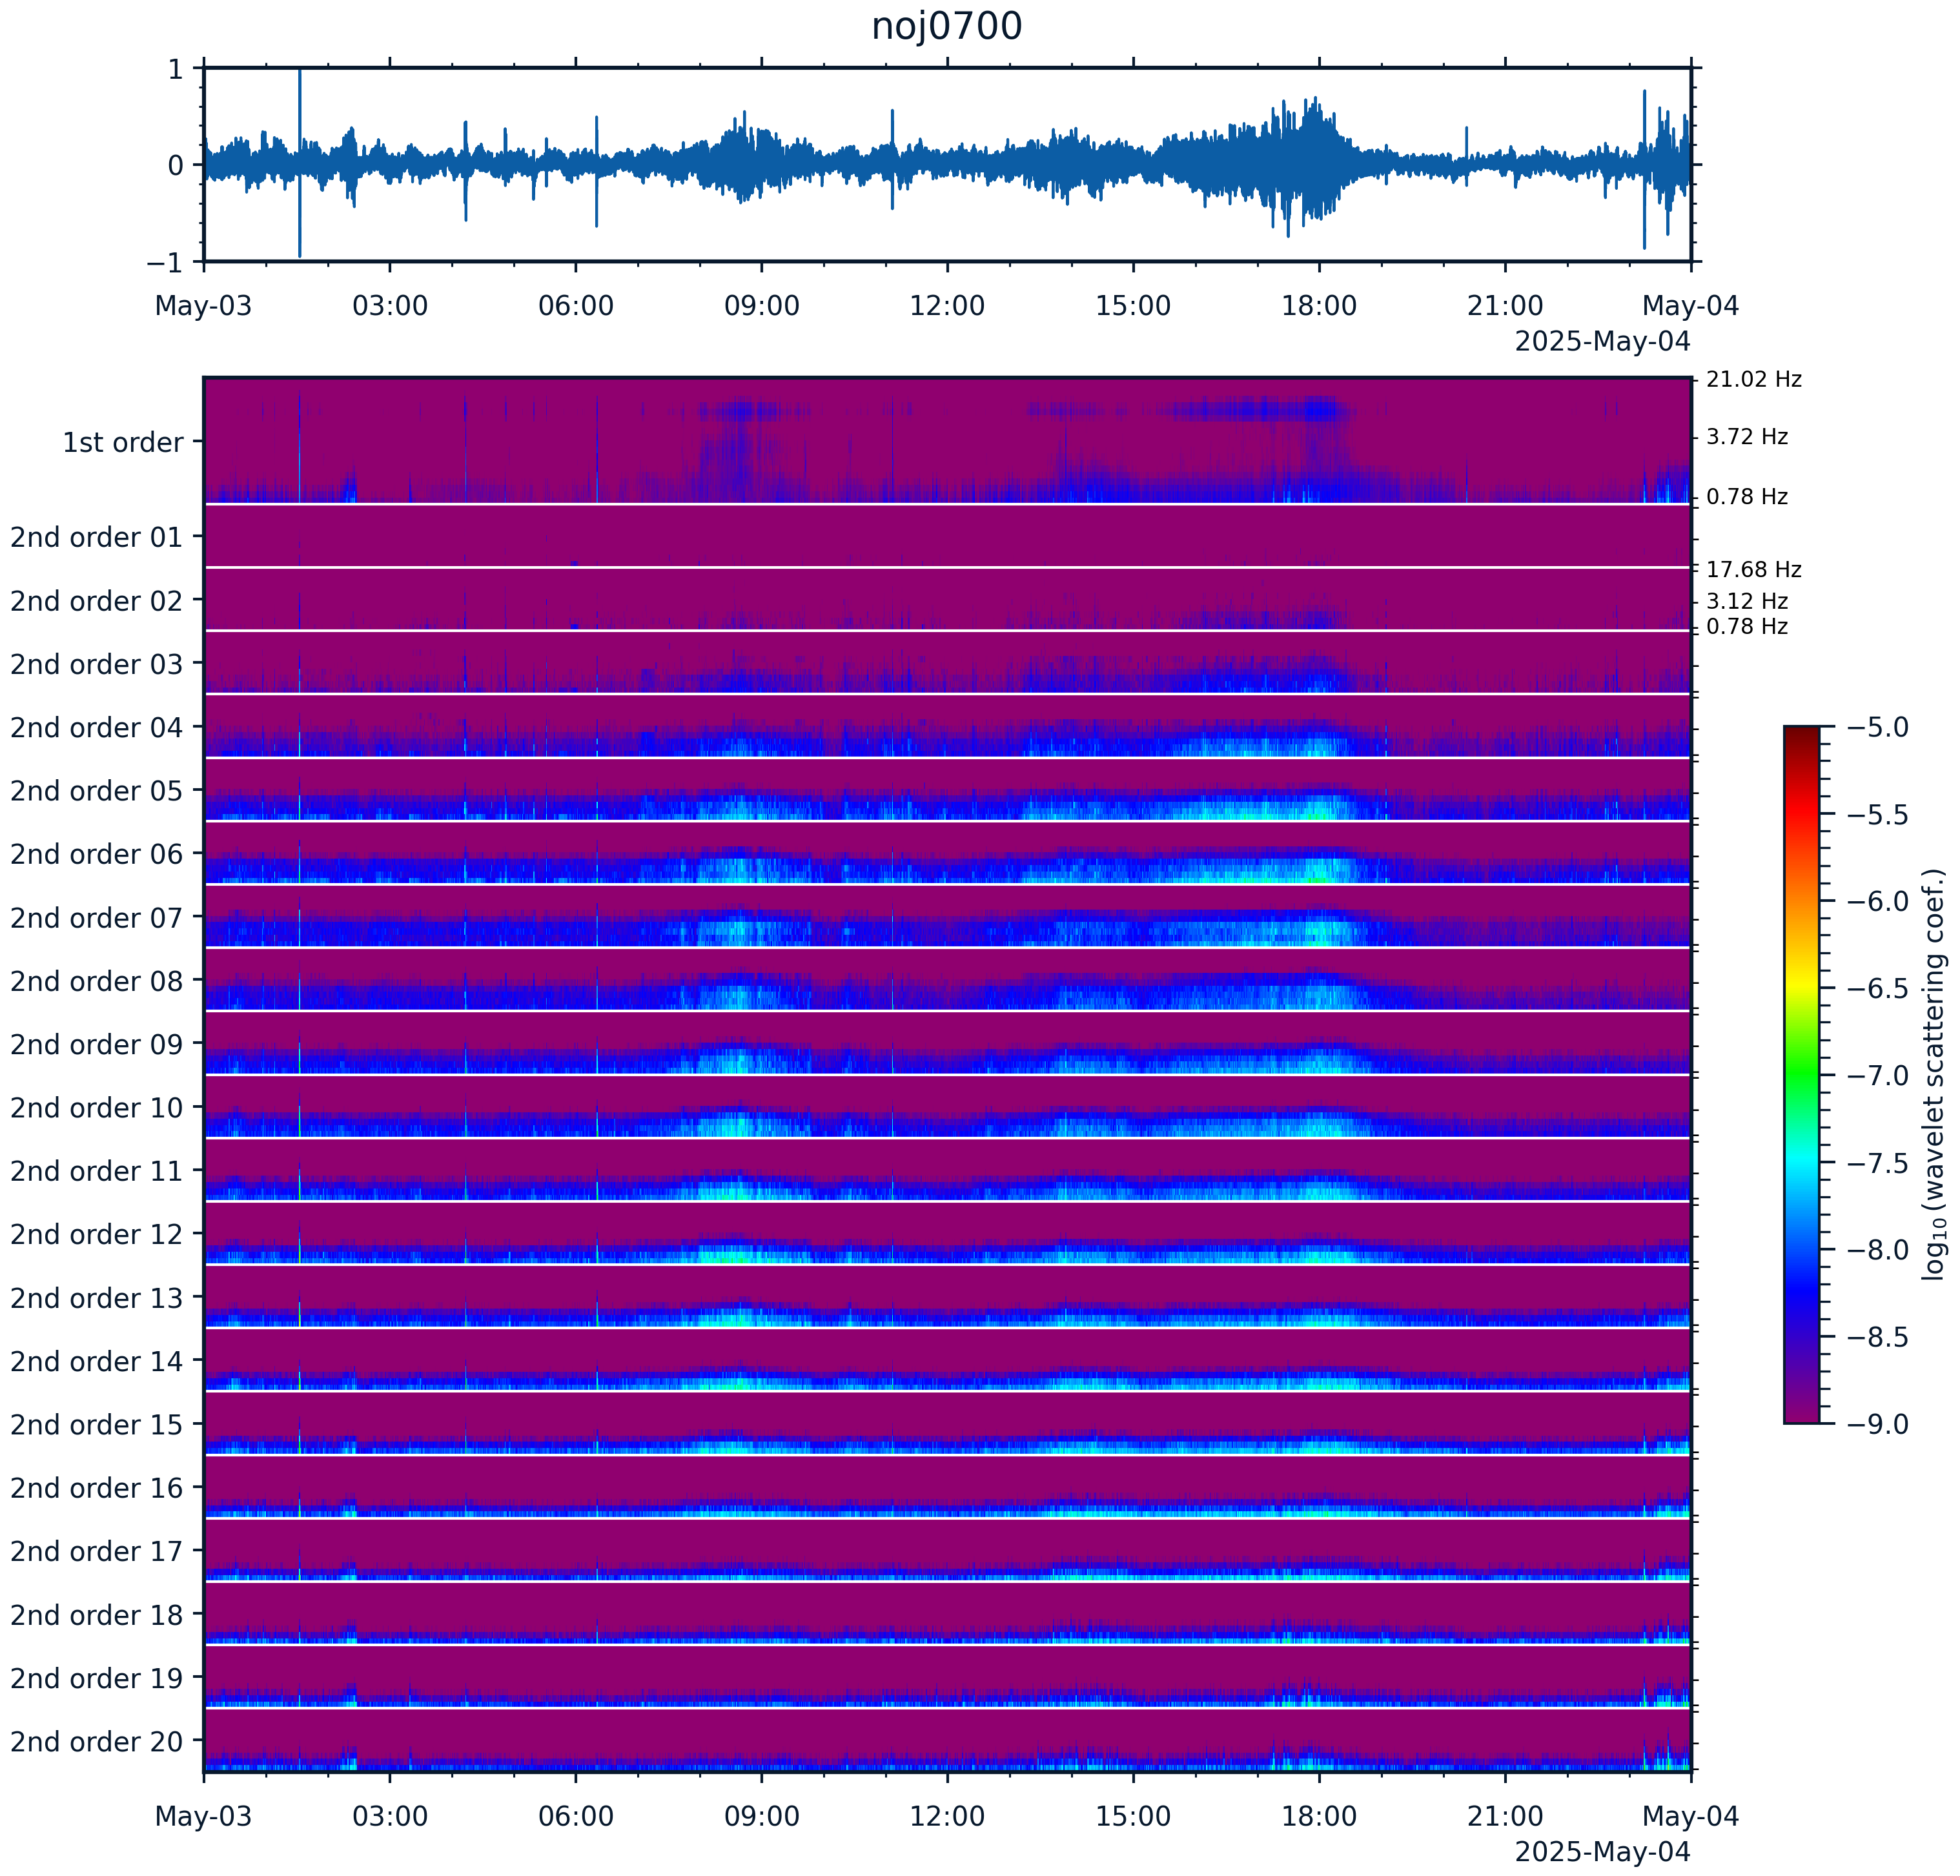 noj0700
1
0
−1
May-03 03:00 06:00 09:00 12:00 15:00 18:00 21:00 May-04
2025-May-04
21.02 Hz
1st order
3.72 Hz
0.78 Hz
2nd order 01
17.68 Hz
2nd order 02
3.12 Hz
0.78 Hz
2nd order 03
2nd order 04
2nd order 05
2nd order 06
2nd order 07
2nd order 08
2nd order 09
2nd order 10
2nd order 11
2nd order 12
2nd order 13
2nd order 14
2nd order 15
2nd order 16
2nd order 17
2nd order 18
2nd order 19
2nd order 20
−5.0
−5.5
−6.0
−6.5
−7.0
−7.5
−8.0
−8.5
−9.0
log₁₀(wavelet scattering coef.)
May-03 03:00 06:00 09:00 12:00 15:00 18:00 21:00 May-04
2025-May-04